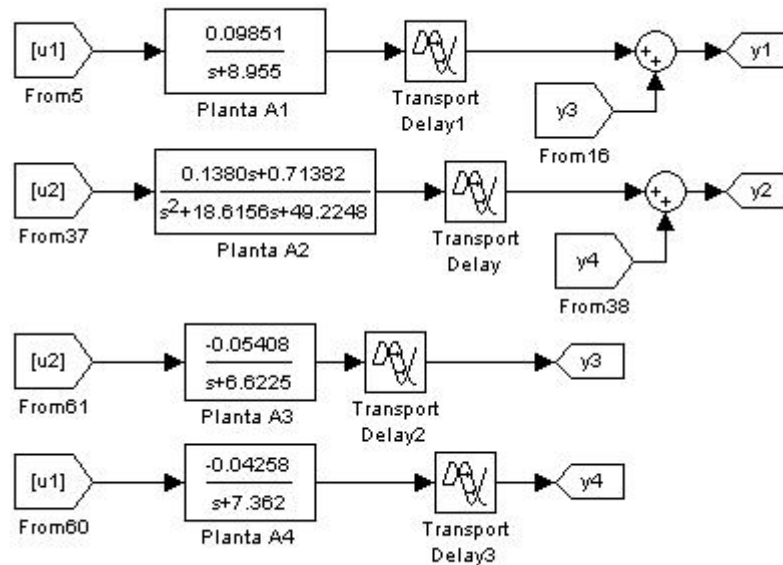 [u1]
From5
0.09851
s+8.955
Planta A1
Transport
Delay1
y3
From16
+
+
y1
[u2]
From37
0.1380s+0.71382
s2+18.6156s+49.2248
Planta A2
Transport
Delay
y4
From38
+
+
y2
[u2]
From61
-0.05408
s+6.6225
Planta A3
Transport
Delay2
y3
[u1]
From60
-0.04258
s+7.362
Planta A4
Transport
Delay3
y4